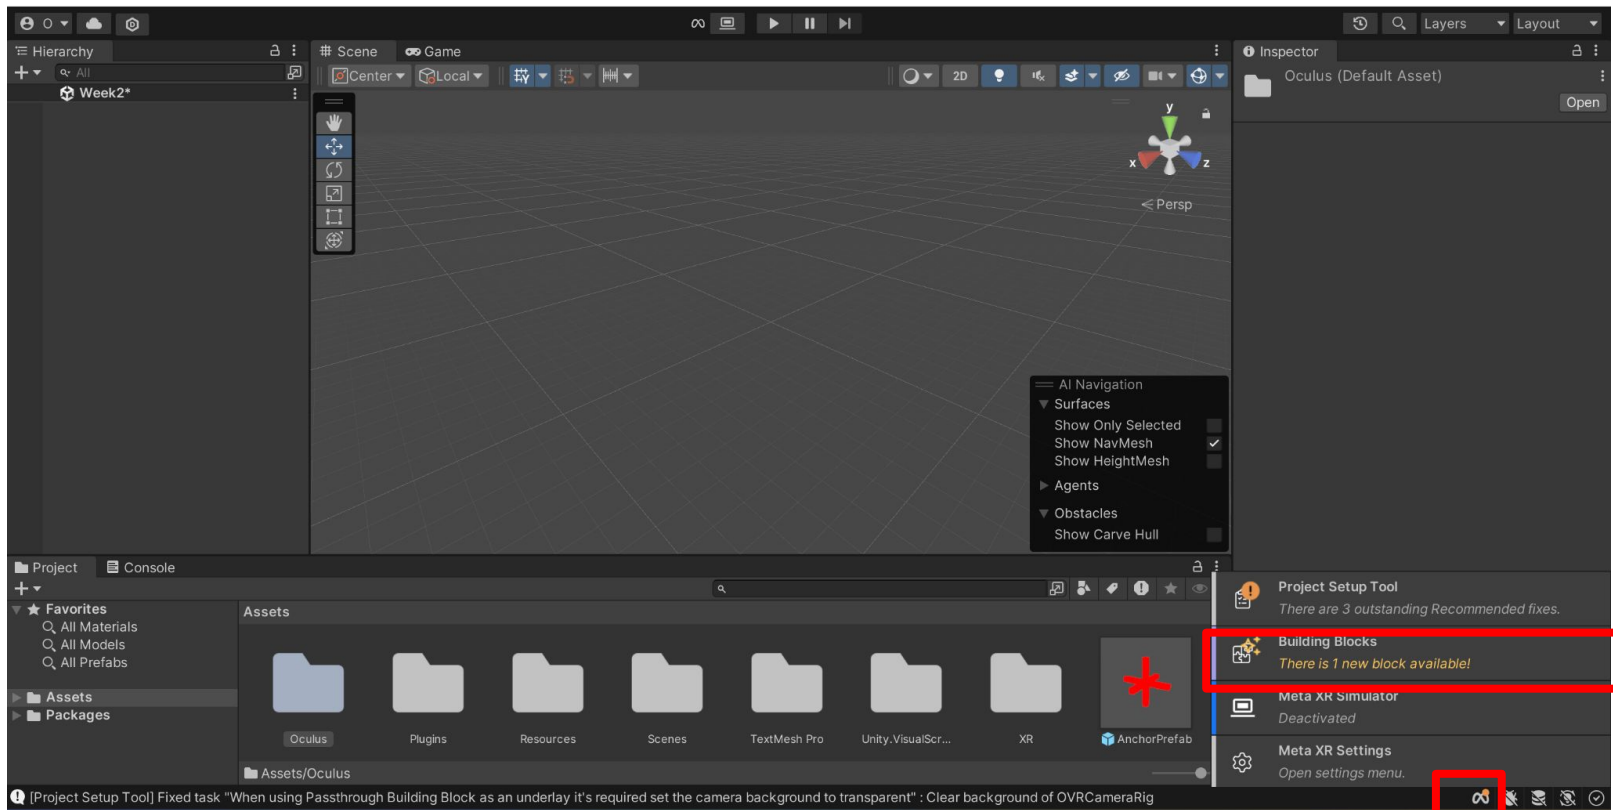 O
Layers
Layout
Hierarchy
All
Week2*
Scene
Game
Center
Local
2D
y
x
z
Persp
AI Navigation
Surfaces
Show Only Selected
Show NavMesh
Show HeightMesh
Agents
Obstacles
Show Carve Hull
Inspector
Oculus (Default Asset)
Open
Project
Console
Favorites
All Materials
All Models
All Prefabs
Assets
Packages
Assets
Oculus
Plugins
Resources
Scenes
TextMesh Pro
Unity.VisualScr...
XR
AnchorPrefab
Assets/Oculus
Project Setup Tool
There are 3 outstanding Recommended fixes.
Building Blocks
There is 1 new block available!
Meta XR Simulator
Deactivated
Meta XR Settings
Open settings menu.
[Project Setup Tool] Fixed task "When using Passthrough Building Block as an underlay it's required set the camera background to transparent" : Clear background of OVRCameraRig